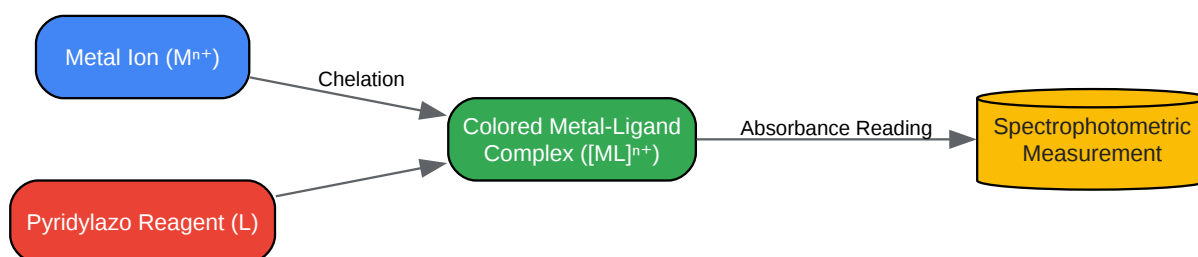 Metal Ion (Mⁿ⁺)
Chelation
Pyridylazo Reagent (L)
Colored Metal-Ligand
Complex ([ML]ⁿ⁺)
Absorbance Reading
Spectrophotometric
Measurement